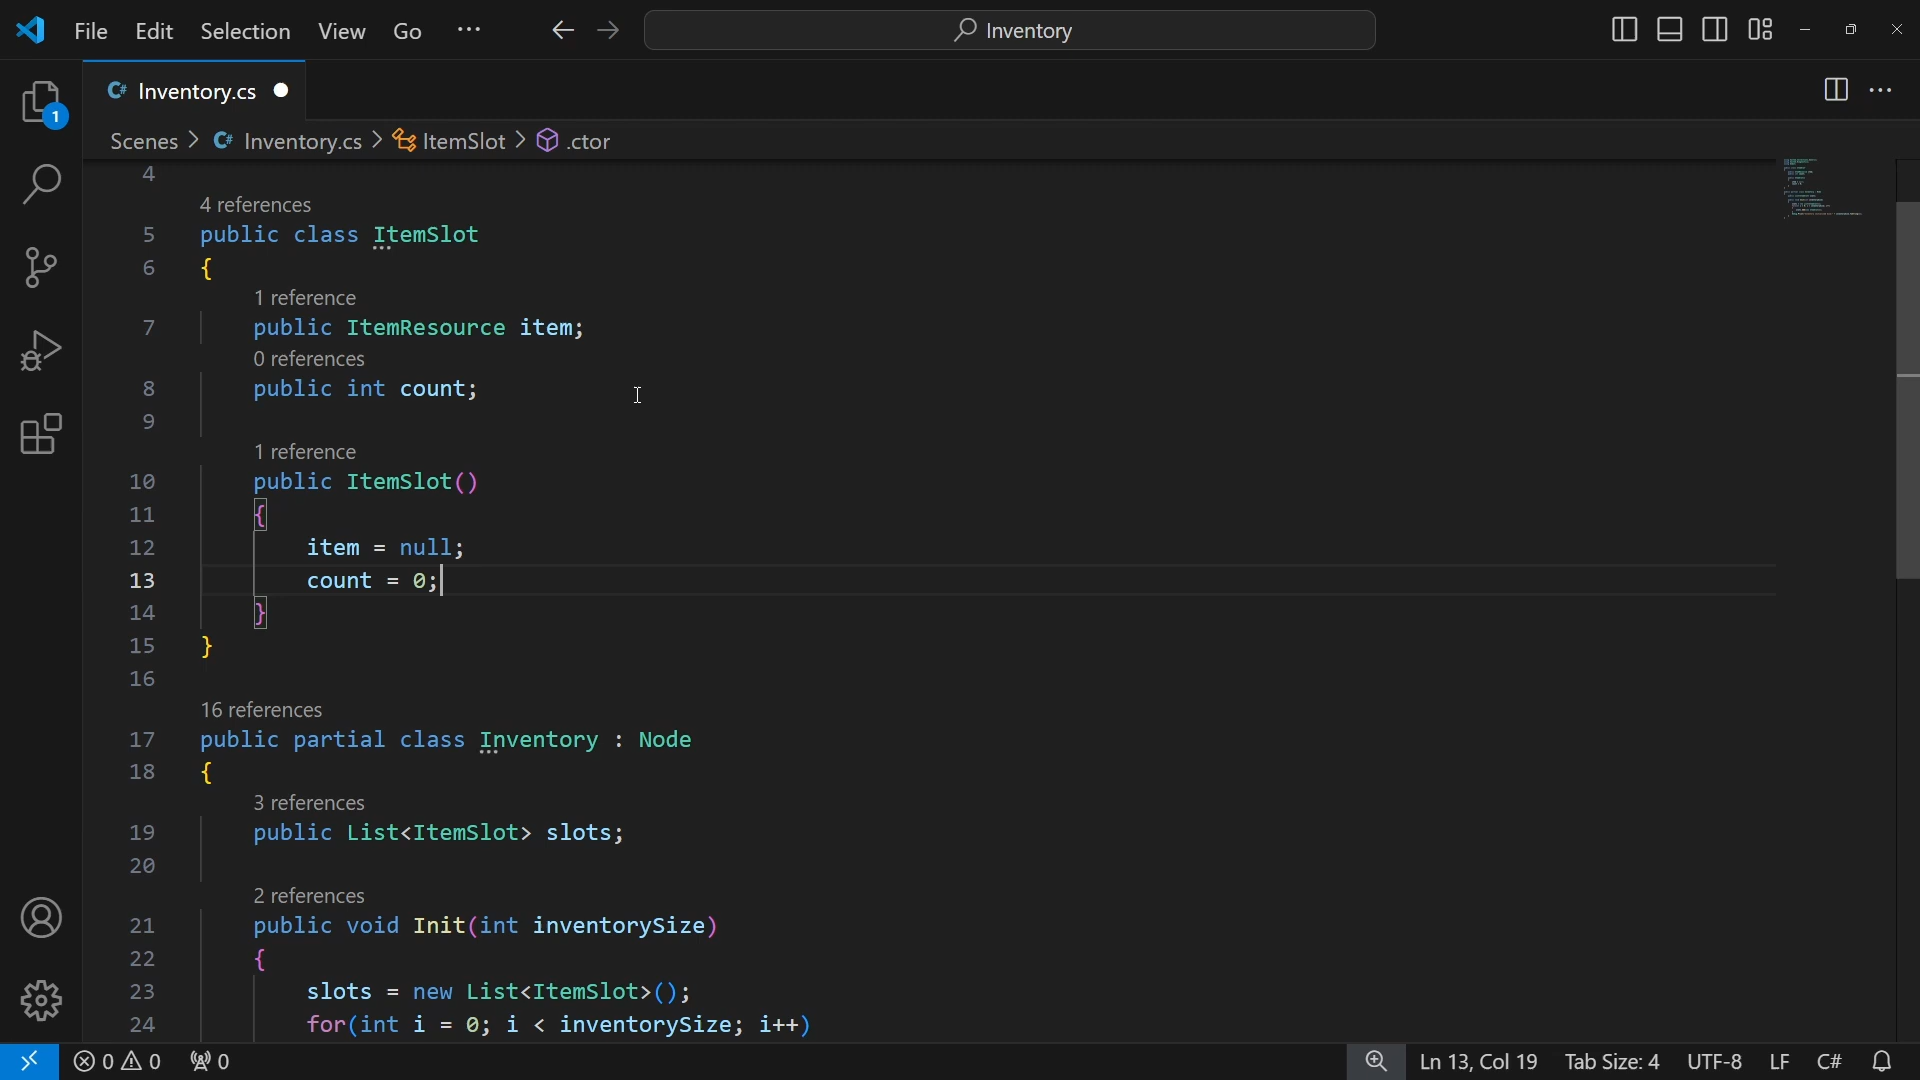 File Edit Selection View Go ··· Inventory
C# Inventory.cs
1
Scenes > C# Inventory.cs > ItemSlot > .ctor
4
4 references
5 public class ItemSlot
6 {
1 reference
7 public ItemResource item;
0 references
8 public int count;
9
1 reference
10 public ItemSlot()
11 {
12 item = null;
13 count = 0;
14 }
15 }
16
16 references
17 public partial class Inventory : Node
18 {
3 references
19 public List<ItemSlot> slots;
20
2 references
21 public void Init(int inventorySize)
22 {
23 slots = new List<ItemSlot>();
24 for(int i = 0; i < inventorySize; i++)
0 0 0 Ln 13, Col 19 Tab Size: 4 UTF-8 LF C#